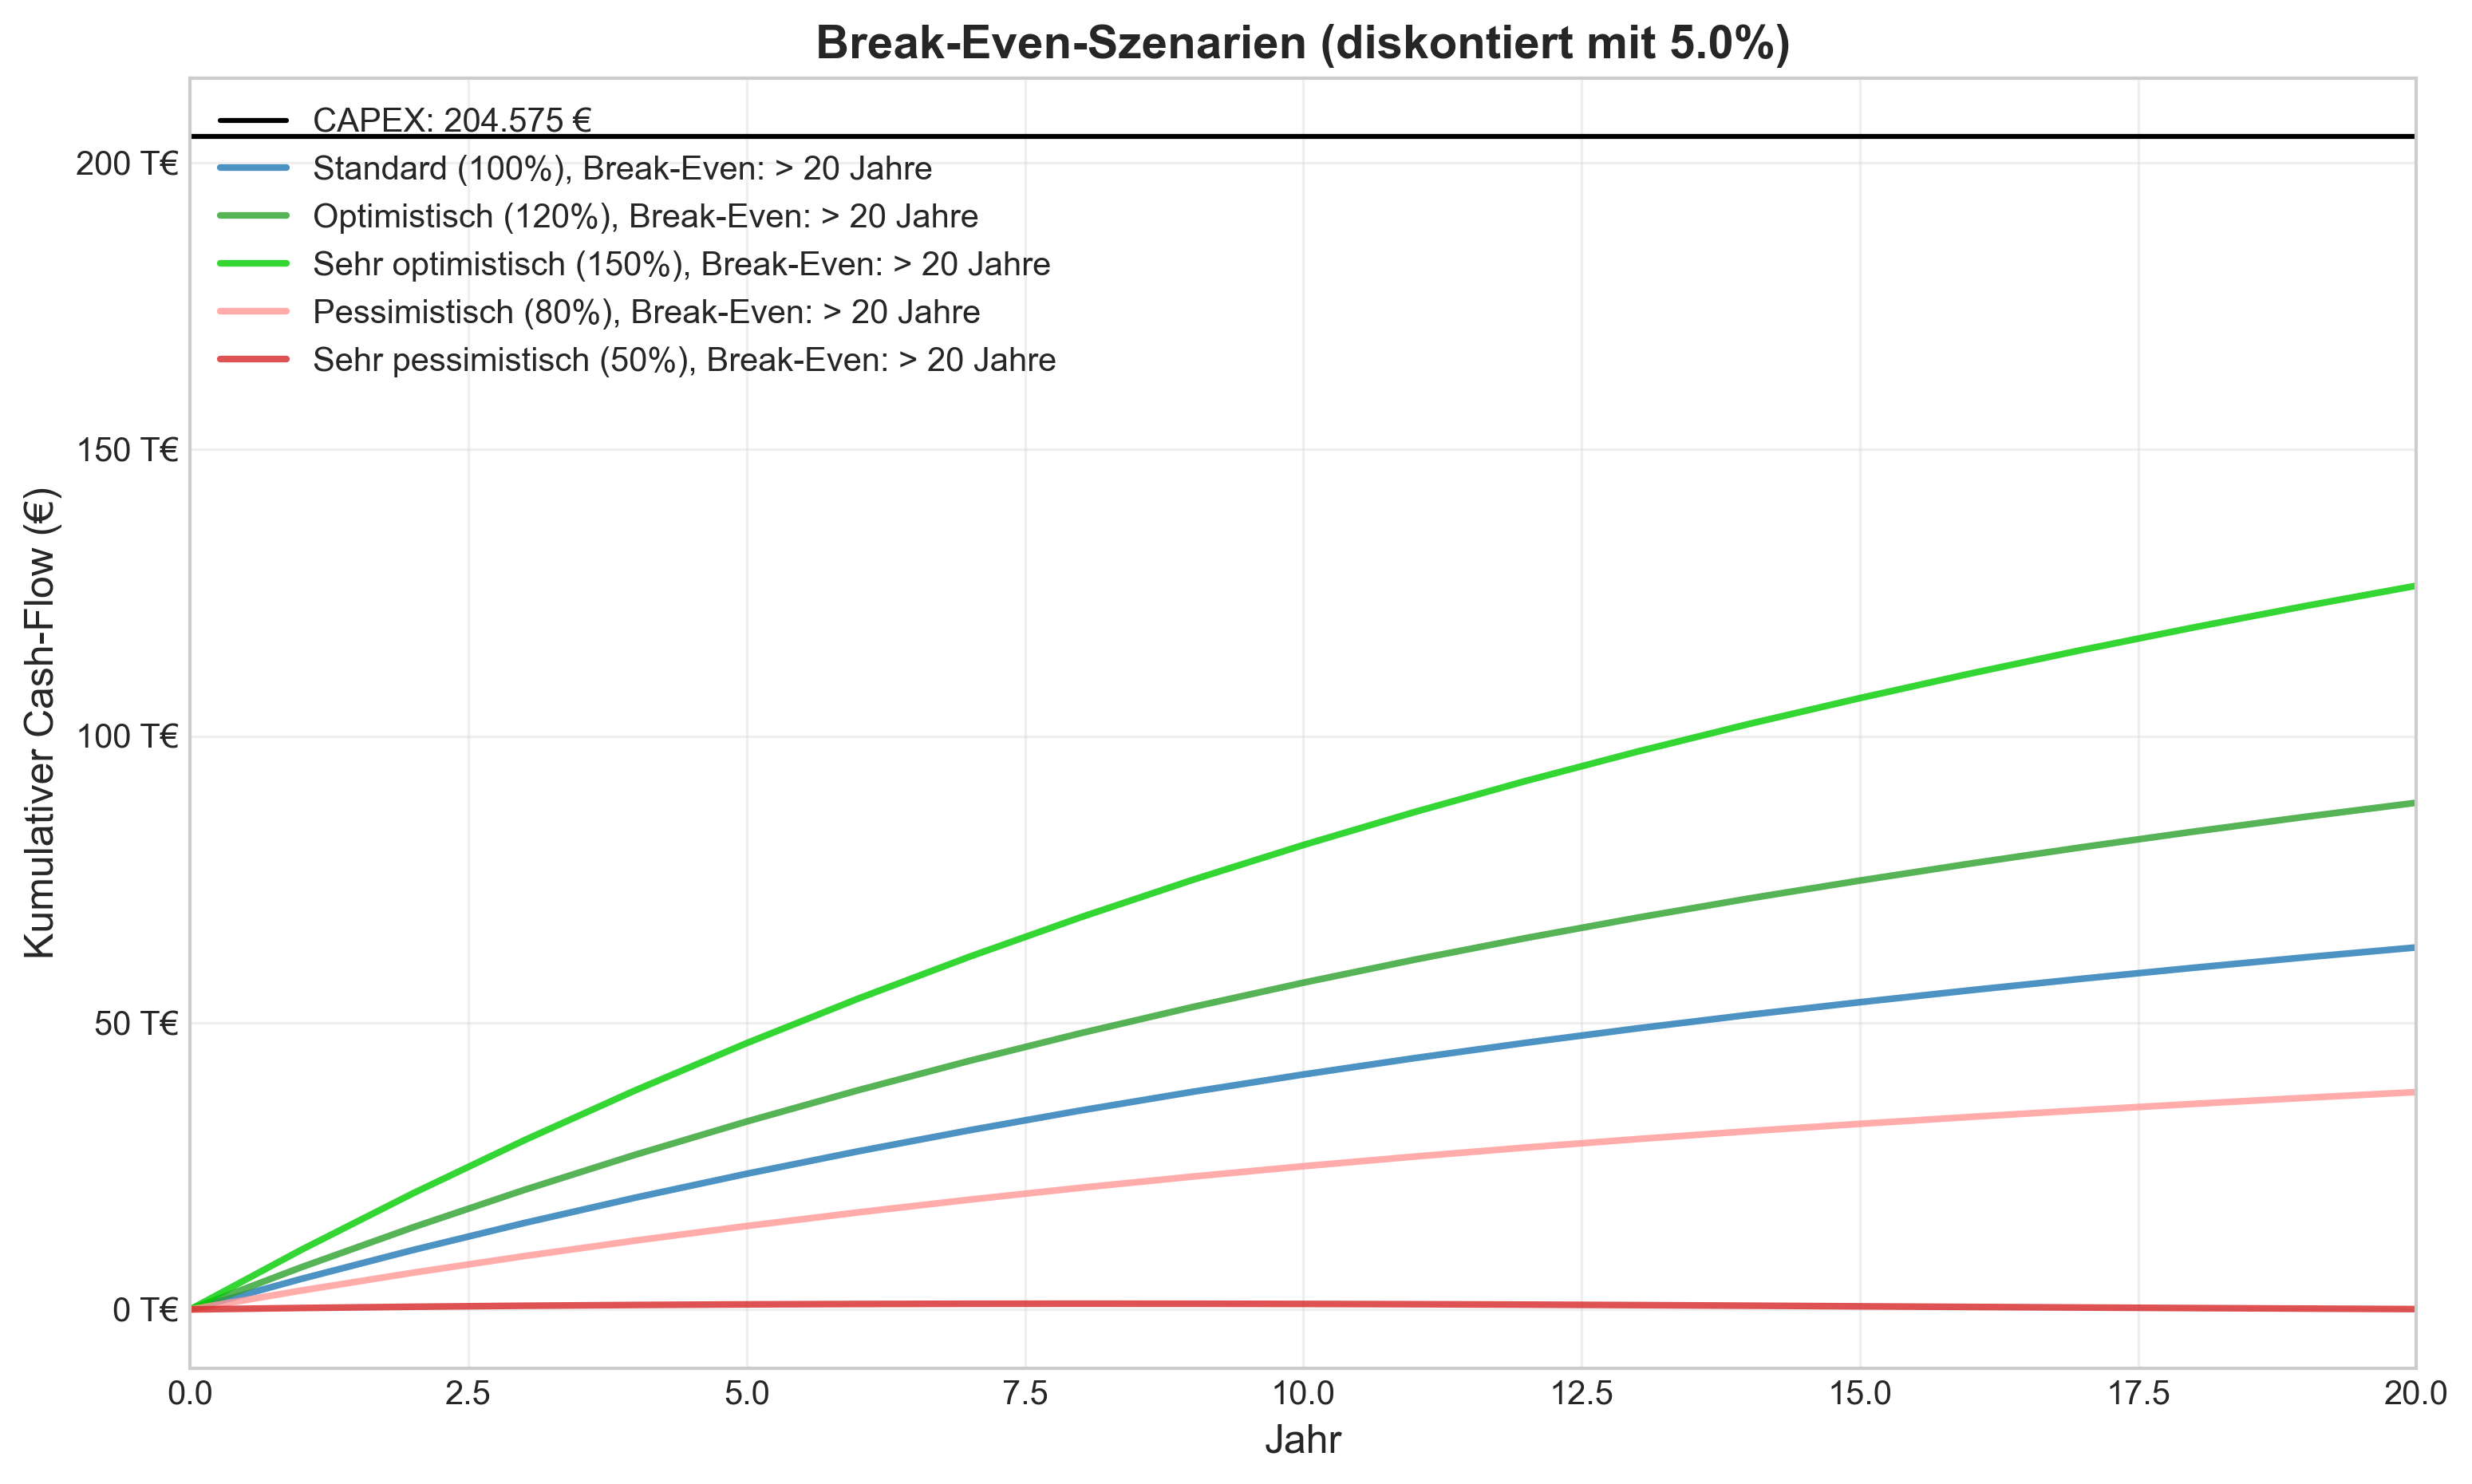 Break-Even-Szenarien (diskontiert mit 5.0%)
CAPEX: 204.575 €
Standard (100%), Break-Even: > 20 Jahre
Optimistisch (120%), Break-Even: > 20 Jahre
Sehr optimistisch (150%), Break-Even: > 20 Jahre
Pessimistisch (80%), Break-Even: > 20 Jahre
Sehr pessimistisch (50%), Break-Even: > 20 Jahre
Kumulativer Cash-Flow (€)
200 T€
150 T€
100 T€
50 T€
0 T€
0.0 2.5 5.0 7.5 10.0 12.5 15.0 17.5 20.0
Jahr